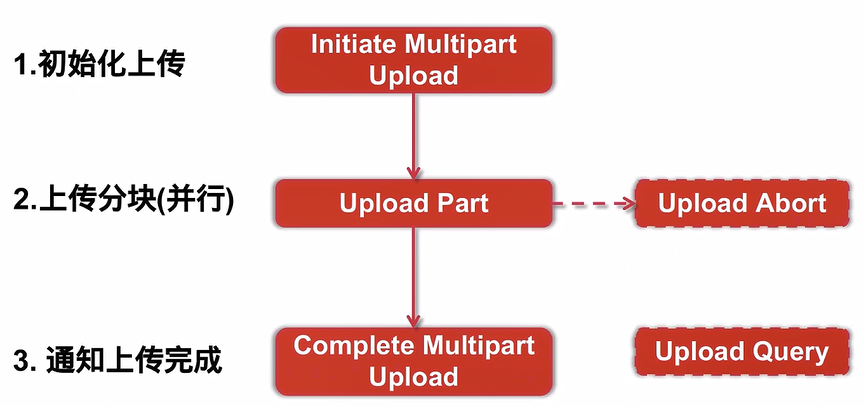 1.初始化上传
Initiate Multipart
Upload
2.上传分块(并行)
Upload Part
Upload Abort
3. 通知上传完成
Complete Multipart
Upload
Upload Query